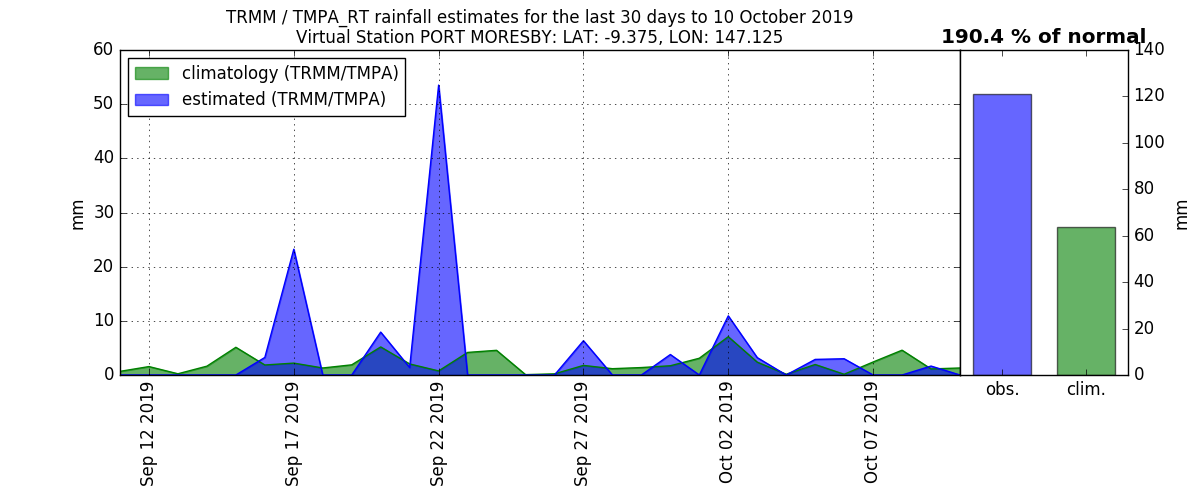 TRMM / TMPA_RT rainfall estimates for the last 30 days to 10 October 2019
Virtual Station PORT MORESBY: LAT: -9.375, LON: 147.125
190.4 % of normal
climatology (TRMM/TMPA)
estimated (TRMM/TMPA)
60
50
40
30
20
10
0
mm
Sep 12 2019
Sep 17 2019
Sep 22 2019
Sep 27 2019
Oct 02 2019
Oct 07 2019
obs.
clim.
140
120
100
80
60
40
20
0
mm